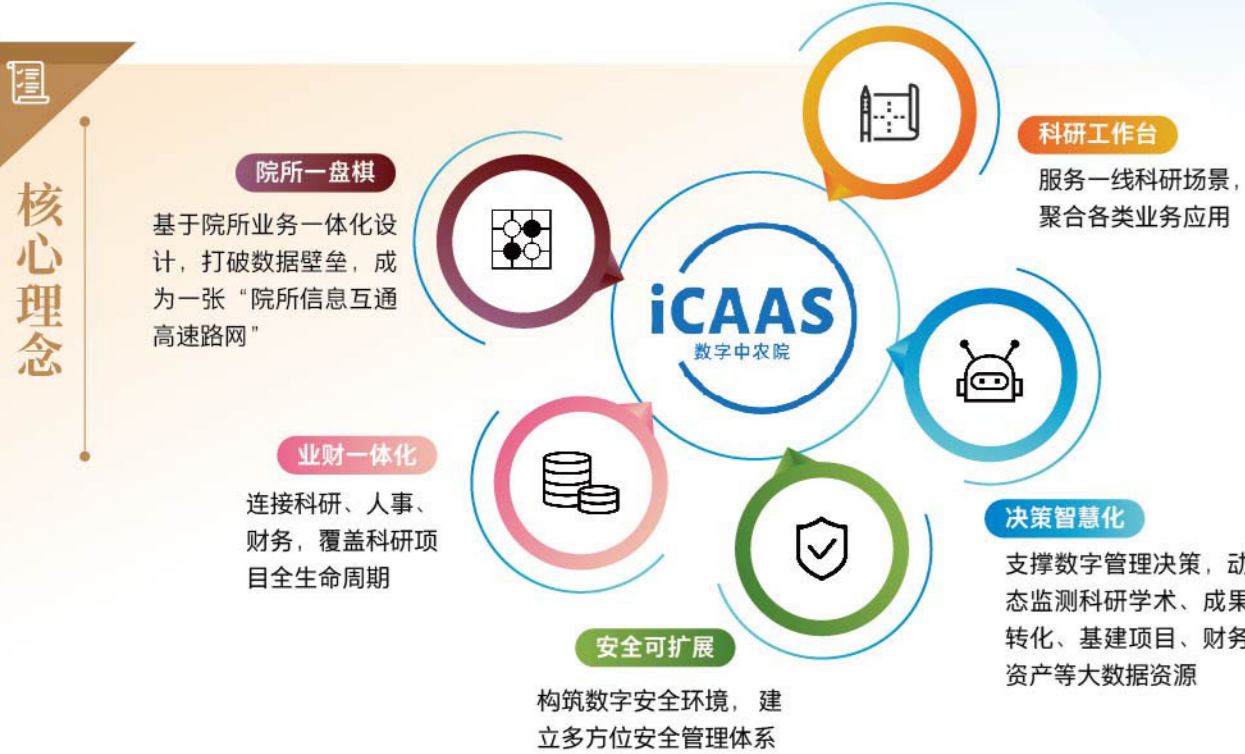 核心理念
院所一盘棋
基于院所业务一体化设
计，打破数据壁垒，成
为一张“院所信息互通
高速路网”
科研工作台
服务一线科研场景，
聚合各类业务应用
iCAAS
数字中农院
业财一体化
连接科研、人事、
财务，覆盖科研项
目全生命周期
决策智慧化
支撑数字管理决策，动
态监测科研学术、成果
转化、基建项目、财务
资产等大数据资源
安全可扩展
构筑数字安全环境， 建
立多方位安全管理体系